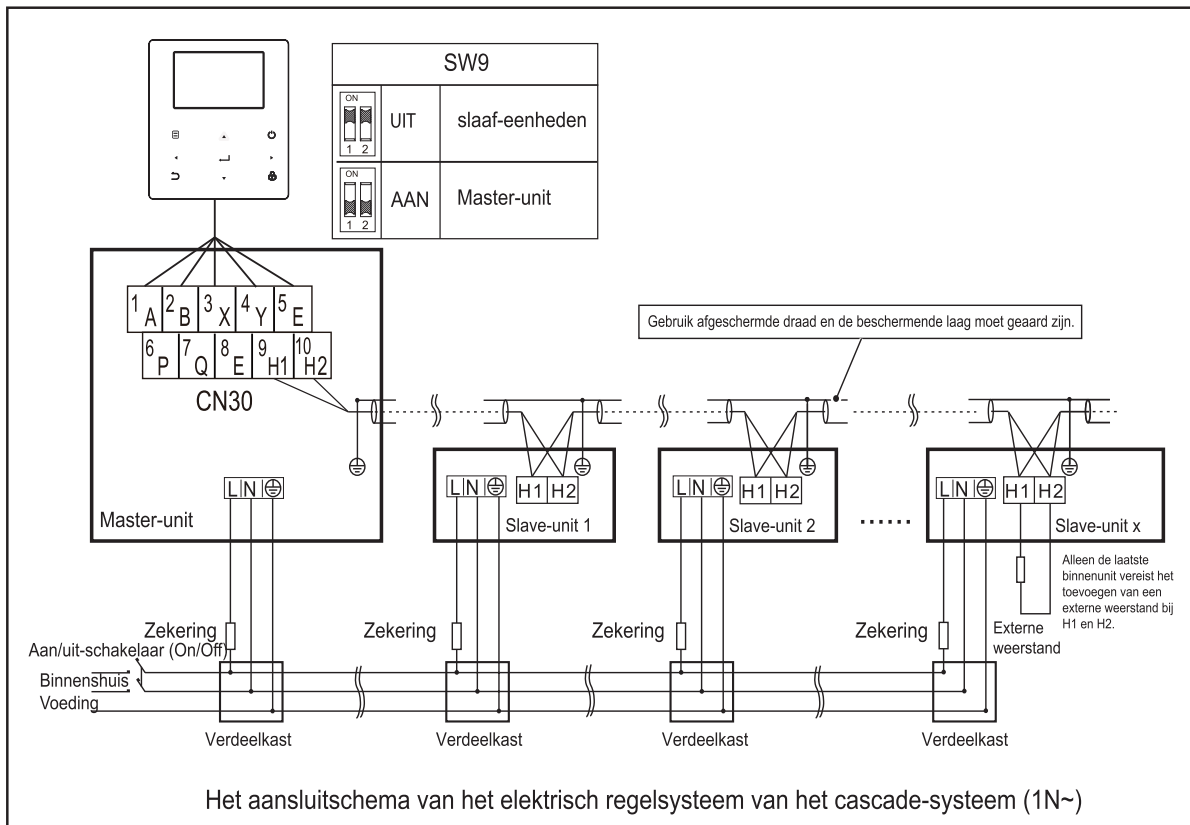 SW9
ON
1 2
UIT
slaaf-eenheden
ON
1 2
AAN
Master-unit
1 A 2 B 3 X 4 Y 5 E
6 P 7 Q 8 E 9 H1 10 H2
CN30
Gebruik afgeschermde draad en de beschermende laag moet geaard zijn.
L N
Master-unit
L N
H1 H2
Slave-unit 1
L N
H1 H2
Slave-unit 2
......
L N
H1 H2
Slave-unit x
Alleen de laatste
binnenunit vereist het
toevoegen van een
externe weerstand bij
H1 en H2.
Externe
weerstand
Zekering
Zekering
Zekering
Zekering
Aan/uit-schakelaar (On/Off)
Binnenshuis
Voeding
Verdeelkast
Verdeelkast
Verdeelkast
Verdeelkast
Het aansluitschema van het elektrisch regelsysteem van het cascade-systeem (1N~)